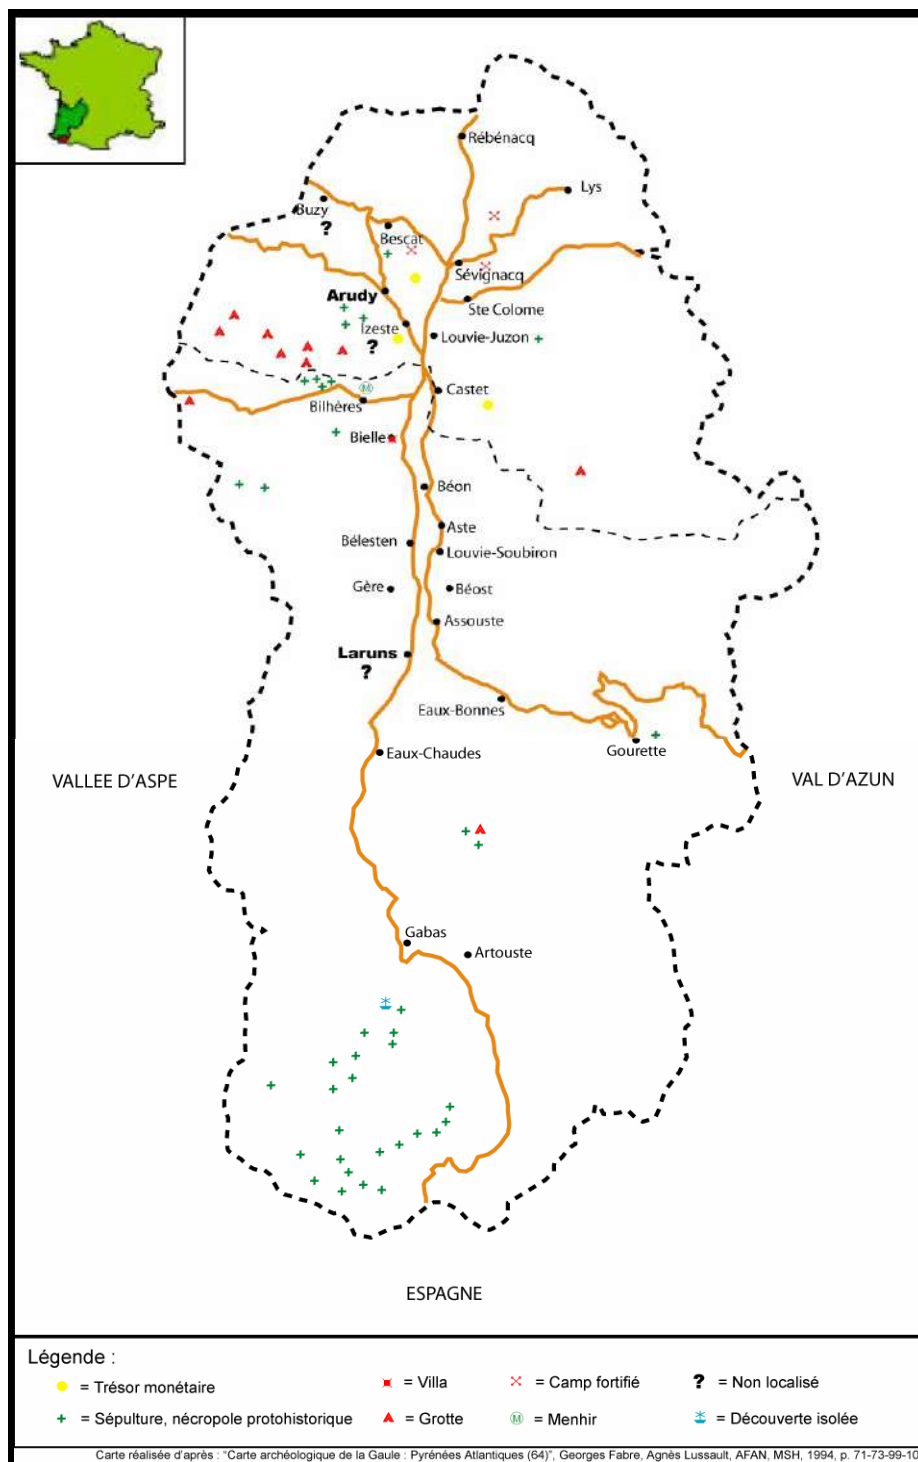 Rébénacq
Lys
Buzy
?
Bescat
Sévignacq
Arudy
Ste Colome
Izeste
?
Louvie-Juzon
M
Castet
Bilhères
Bielle
Béon
Aste
Bélesten
Louvie-Soubiron
Gère
Béost
Assouste
Laruns
?
Eaux-Bonnes
Gourette
Eaux-Chaudes
VALLEE D'ASPE
VAL D'AZUN
Gabas
Artouste
ESPAGNE
Légende :
= Trésor monétaire
= Villa
= Camp fortifié
? = Non localisé
= Sépulture, nécropole protohistorique
= Grotte
M = Menhir
= Découverte isolée
Carte réalisée d'après : "Carte archéologique de la Gaule : Pyrénées Atlantiques (64)", Georges Fabre, Agnès Lussault, AFAN, MSH, 1994, p. 71-73-99-10